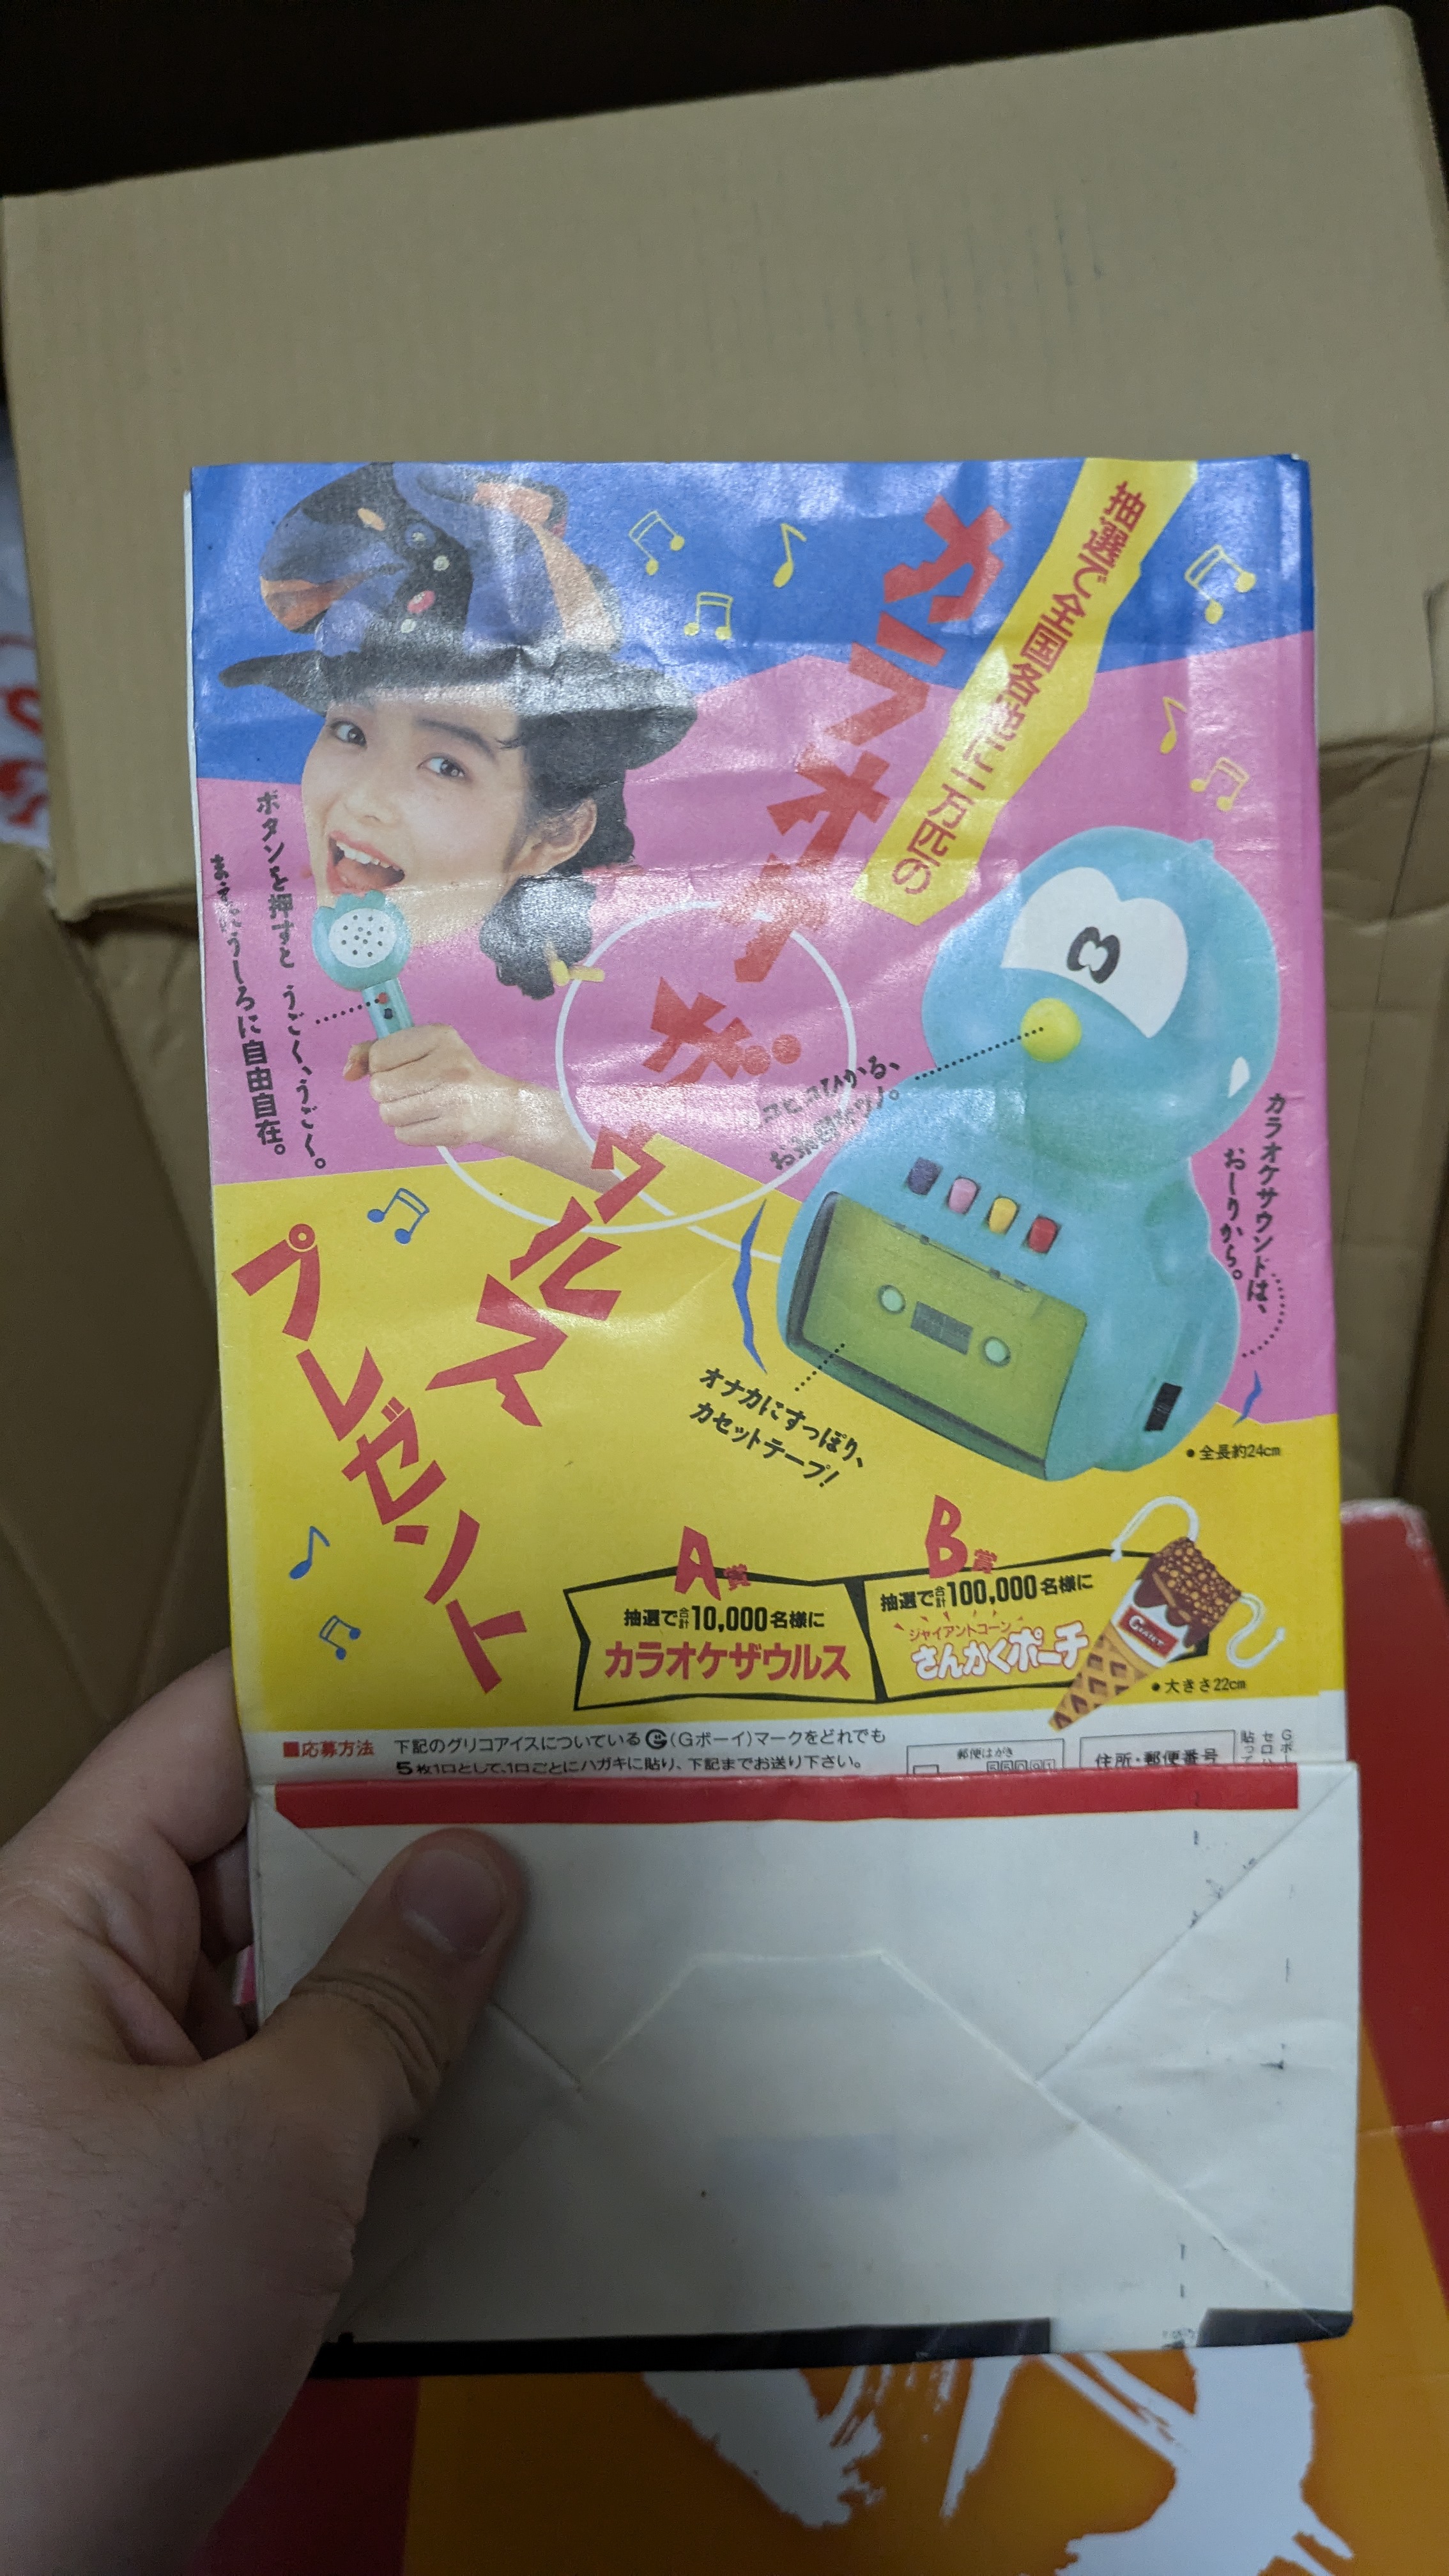 抽選で全国各地に一万匹の
カラオケザウルス
プレゼント
ボタンを押すと うごく、うごく。
まえにうしろに自由自在。
ピコピコひかる、
カラオケサウンドは、
おしりから。
オナカにすっぽり、
カセットテープ!
●全長約24cm
A賞
抽選で合計10,000名様に
カラオケザウルス
B賞
抽選で合計100,000名様に
ジャイアントコーン
さんかくポーチ
GIANT
●大きさ22cm
■応募方法
下記のグリコアイスについている(Gボーイ)マークをどれでも
5枚1口として、1口ごとにハガキに貼り、下記までお送り下さい。
郵便はがき
55091
住所・郵便番号